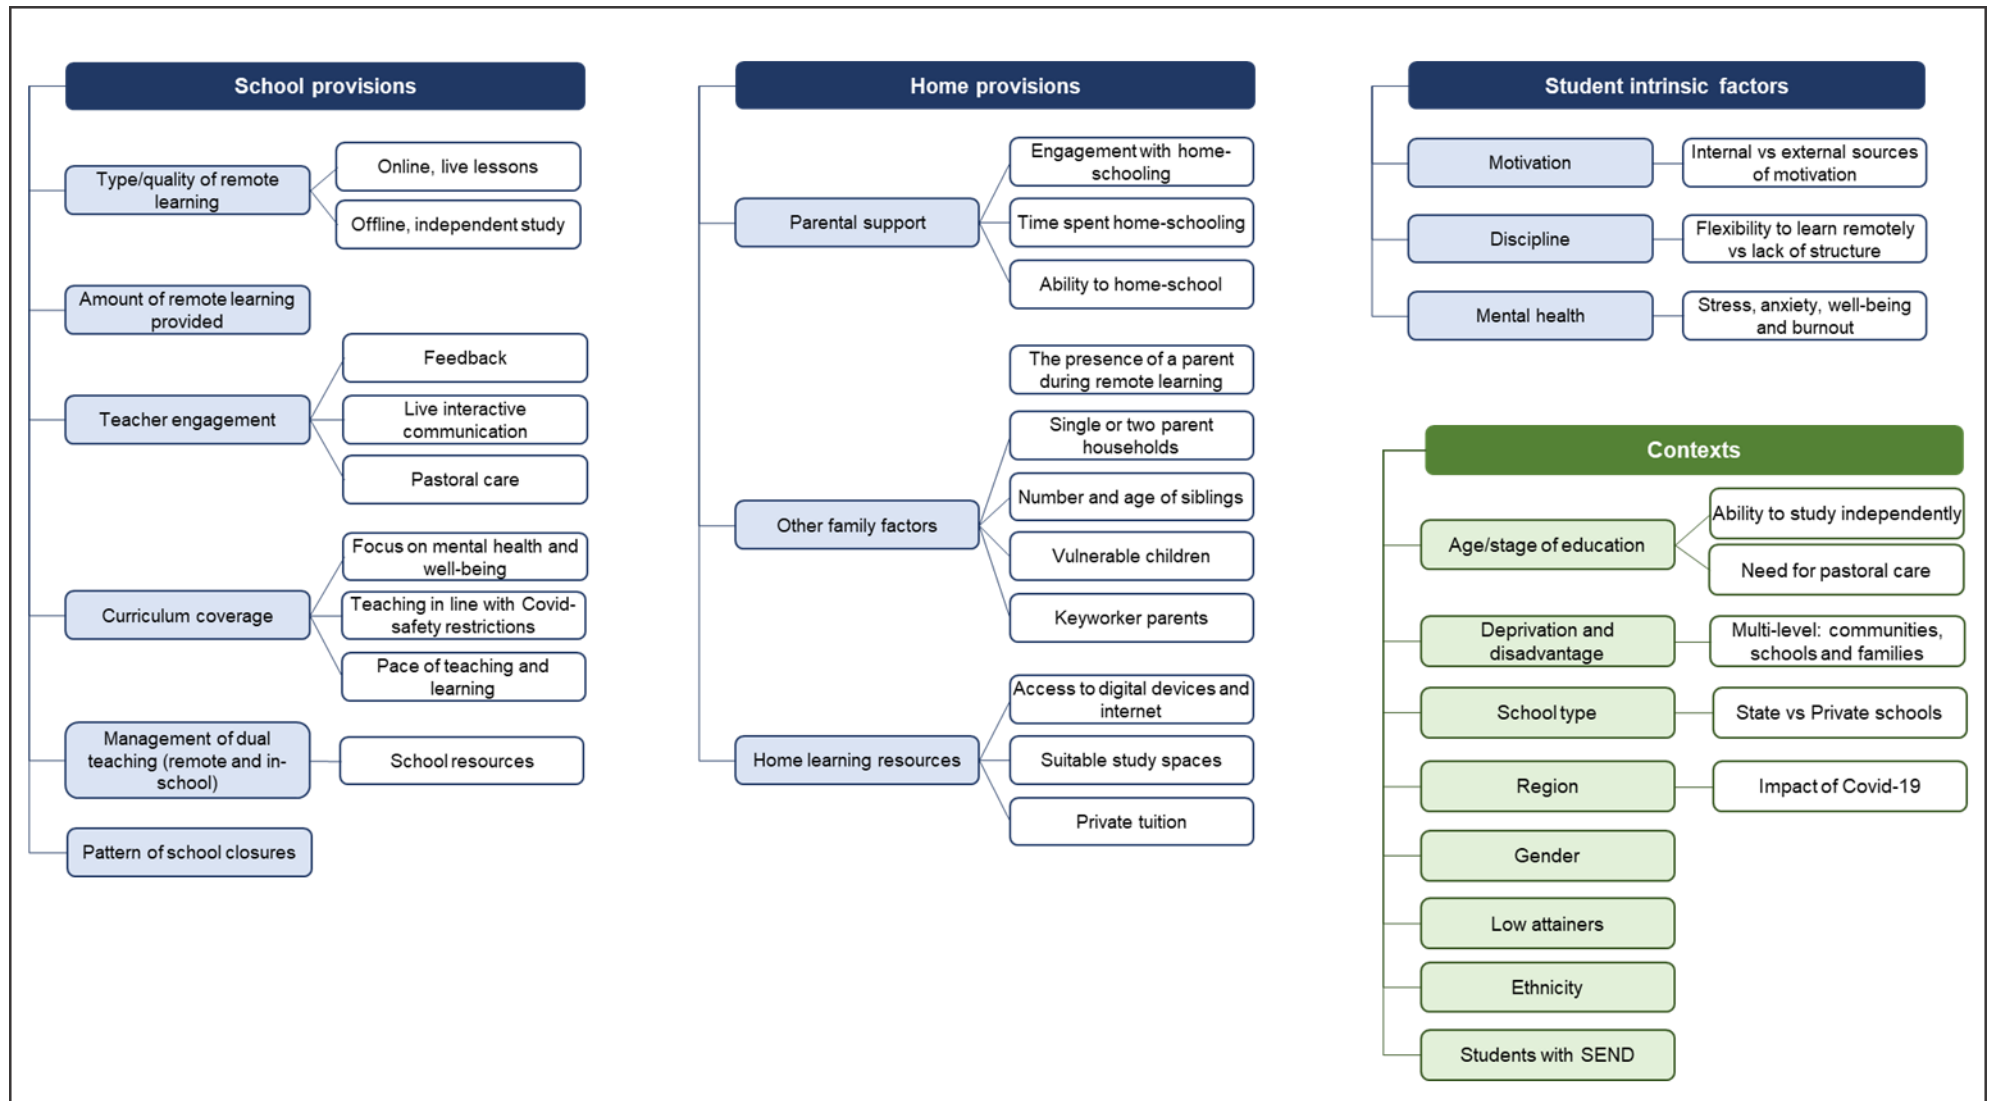 School provisions
Type/quality of remote
learning
Online, live lessons
Offline, independent study
Amount of remote learning
provided
Teacher engagement
Feedback
Live interactive
communication
Pastoral care
Curriculum coverage
Focus on mental health and
well-being
Teaching in line with Covid-
safety restrictions
Pace of teaching and
learning
Management of dual
teaching (remote and in-
school)
School resources
Pattern of school closures
Home provisions
Parental support
Engagement with home-
schooling
Time spent home-schooling
Ability to home-school
The presence of a parent
during remote learning
Other family factors
Single or two parent
households
Number and age of siblings
Vulnerable children
Keyworker parents
Home learning resources
Access to digital devices and
internet
Suitable study spaces
Private tuition
Student intrinsic factors
Motivation
Internal vs external sources
of motivation
Discipline
Flexibility to learn remotely
vs lack of structure
Mental health
Stress, anxiety, well-being
and burnout
Contexts
Age/stage of education
Ability to study independently
Need for pastoral care
Deprivation and
disadvantage
Multi-level: communities,
schools and families
School type
State vs Private schools
Region
Impact of Covid-19
Gender
Low attainers
Ethnicity
Students with SEND